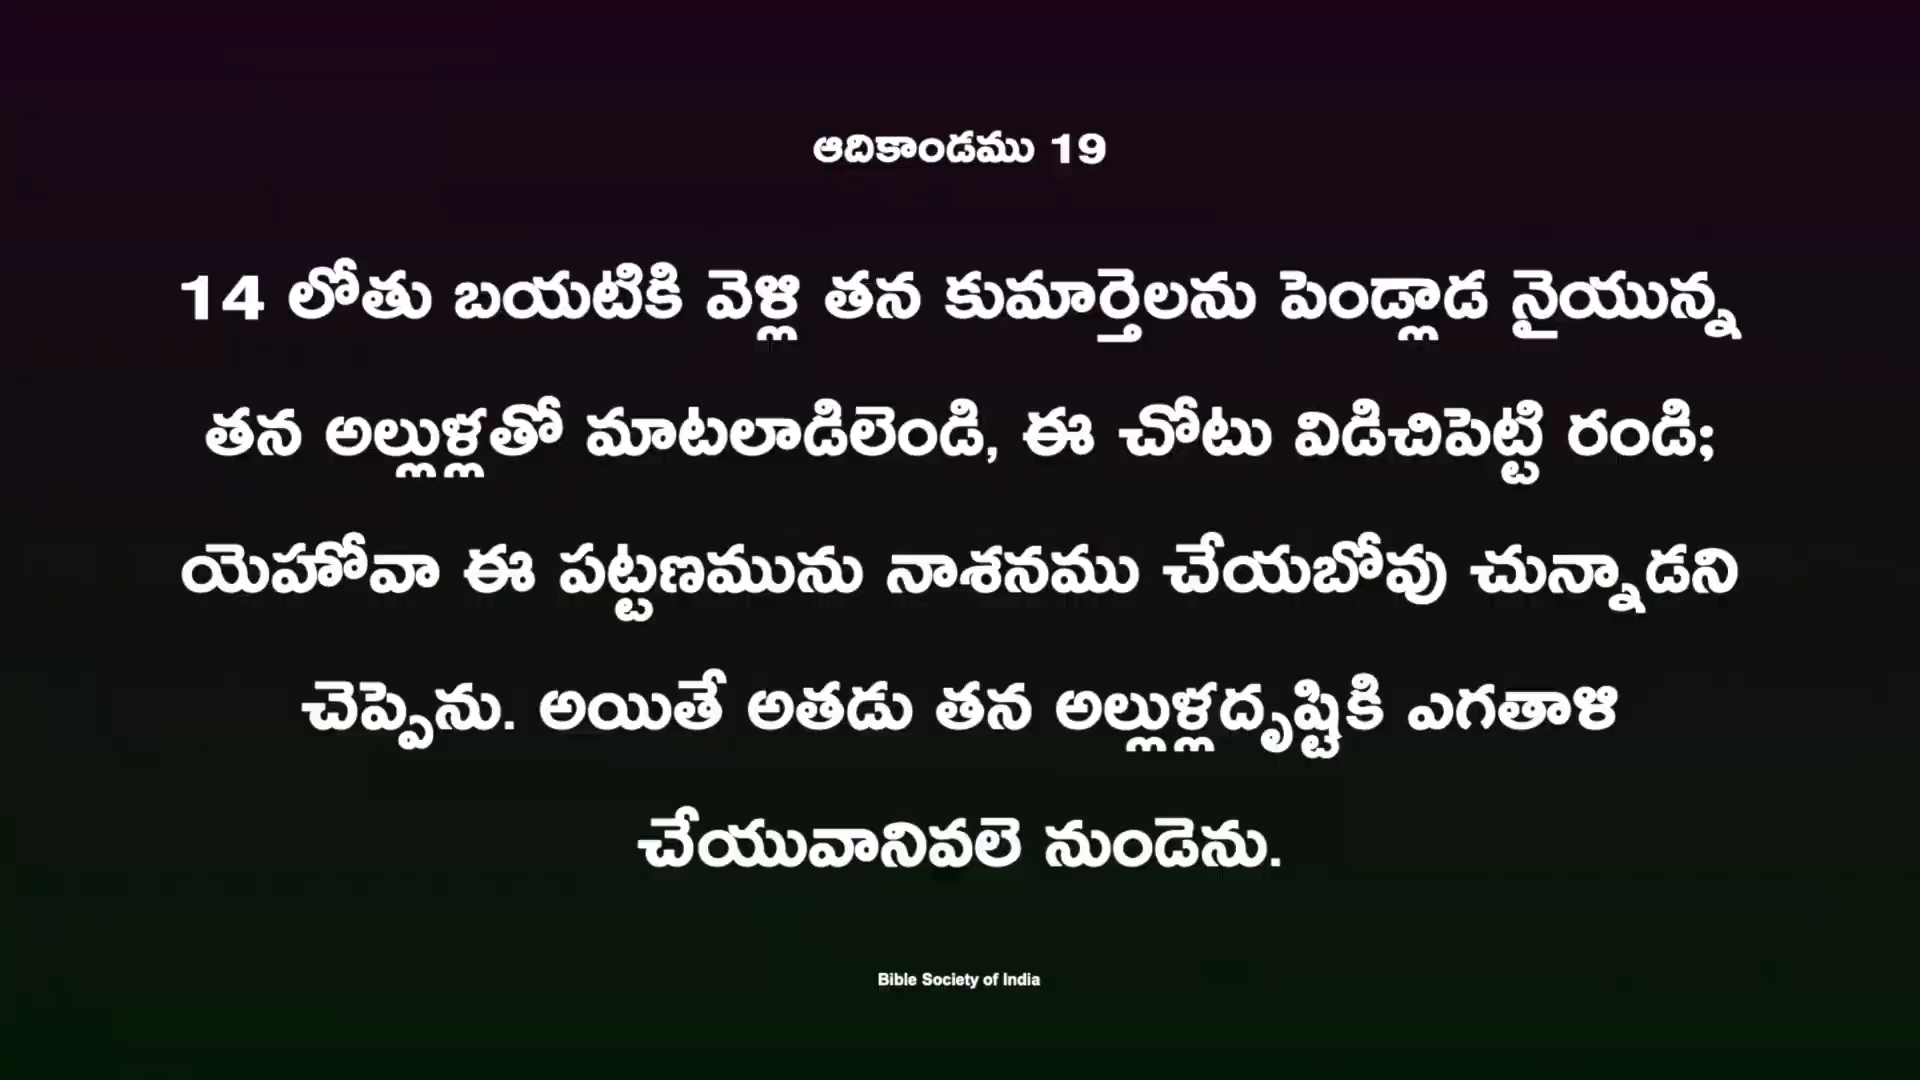 ఆదికాండము 19
14 లోతు బయటికి వెళ్లి తన కుమార్తెలను పెండ్లాడ నైయున్న
తన అల్లుళ్లతో మాటలాడిలెండి, ఈ చోటు విడిచిపెట్టి రండి;
యెహోవా ఈ పట్టణమును నాశనము చేయబోవు చున్నాడని
చెప్పెను. అయితే అతడు తన అల్లుళ్లదృష్టికి ఎగతాళి
చేయువానివలె నుండెను.
Bible Society of India